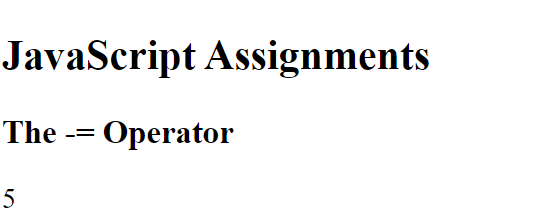 JavaScript Assignments
The -= Operator
5